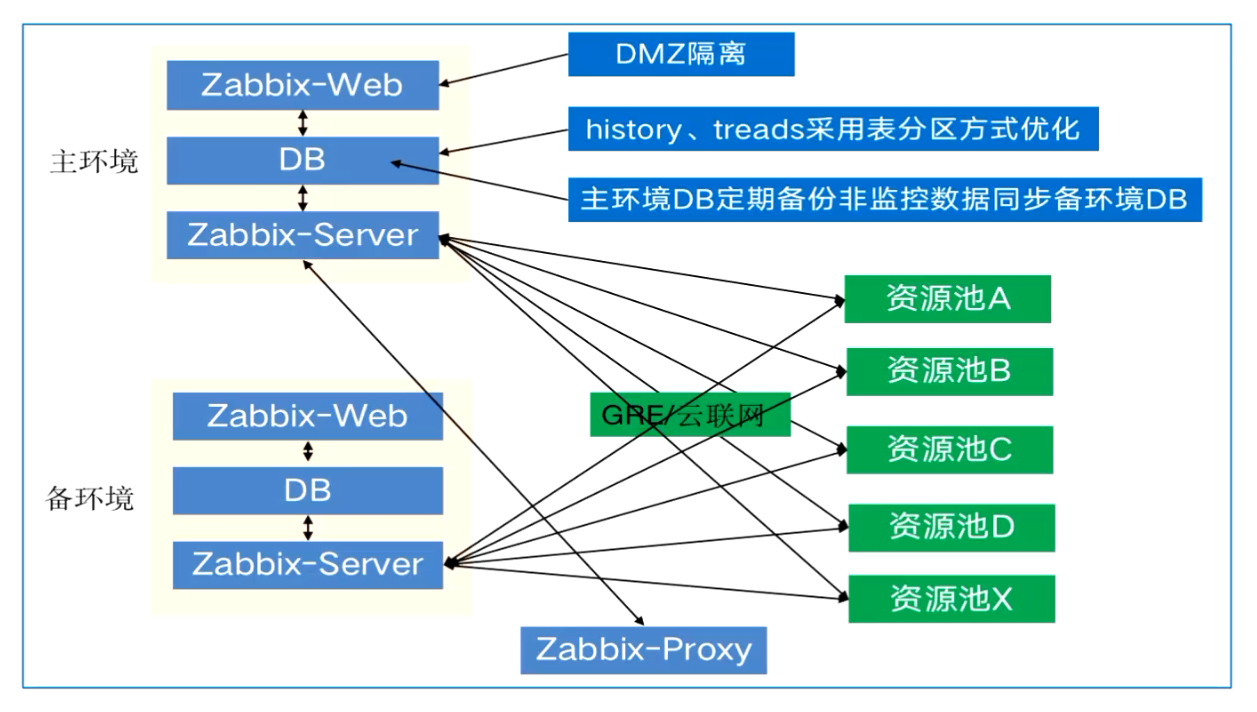 DMZ隔离
Zabbix-Web
history、treads采用表分区方式优化
主环境
DB
主环境DB定期备份非监控数据同步备环境DB
Zabbix-Server
资源池A
资源池B
Zabbix-Web
GRE/云联网
资源池C
备环境
DB
资源池D
Zabbix-Server
资源池X
Zabbix-Proxy